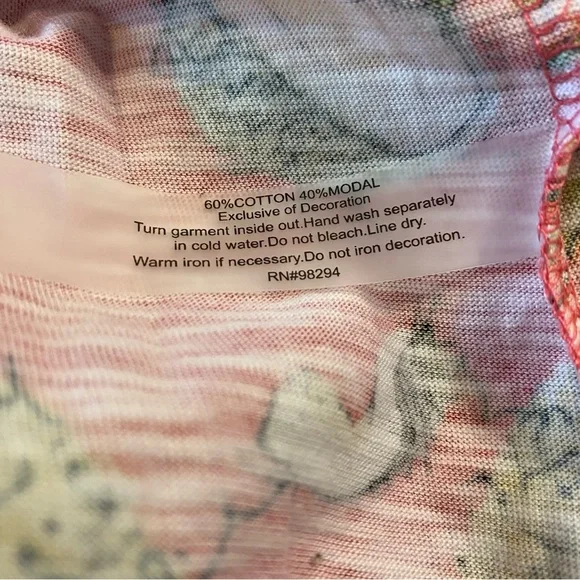 60%COTTON 40%MODAL
Exclusive of Decoration
Turn garment inside out.Hand wash separately
in cold water.Do not bleach.Line dry.
Warm iron if necessary.Do not iron decoration.
RN#98294